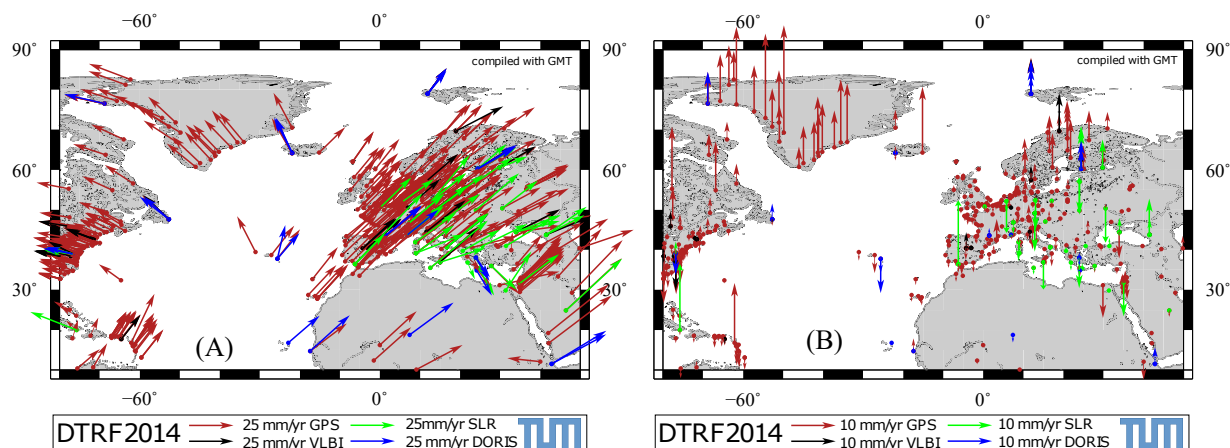 −60° 0° −60° 0°
90° 90° 90° 90°
compiled with GMT compiled with GMT
60° 60° 60° 60°
30° 30° 30° 30°
(A) (B)
−60° 0° −60° 0°
DTRF2014 25 mm/yr GPS 25mm/yr SLR TUM DTRF2014 10 mm/yr GPS 10 mm/yr SLR TUM
25 mm/yr VLBI 25 mm/yr DORIS 10 mm/yr VLBI 10 mm/yr DORIS